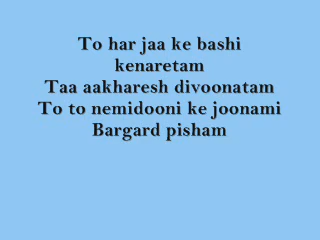 To har jaa ke bashi
kenaretam
Taa aakharesh divoonatam
To to nemidooni ke joonami
Bargard pisham